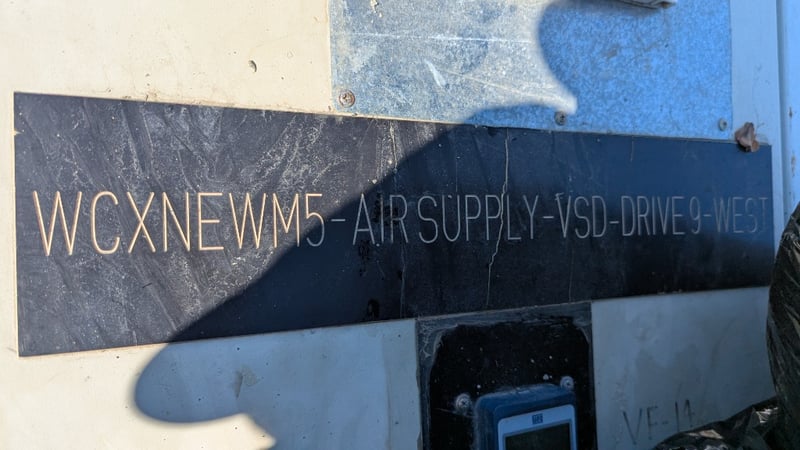 WCXNEWM5-AIR SUPPLY-VSD-DRIVE 9-WEST
VF-14